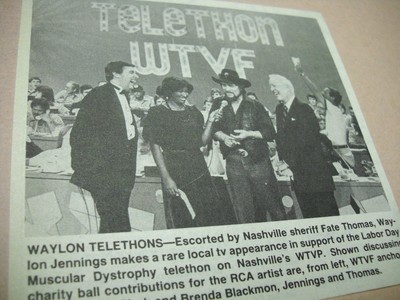 TELETHON
WTVF
WAYLON TELETHONS—Escorted by Nashville sheriff Fate Thomas, Way-
lon Jennings makes a rare local tv appearance in support of the Labor Day
Muscular Dystrophy telethon on Nashville's WTVP. Shown discussing
charity ball contributions for the RCA artist are, from left, WTVF ancho
and Brenda Blackmon, Jennings and Thomas.